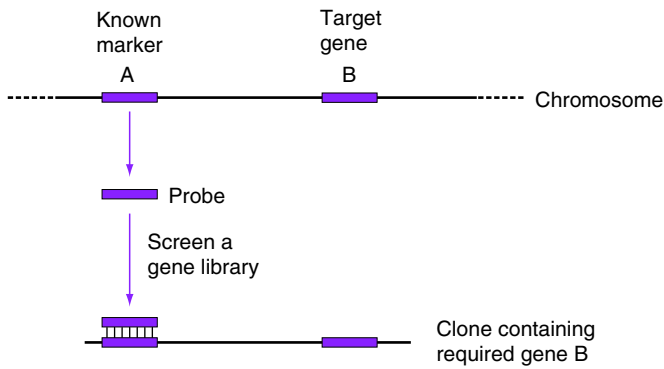 Known
marker
A
Target
gene
B
Chromosome
Probe
Screen a
gene library
Clone containing
required gene B